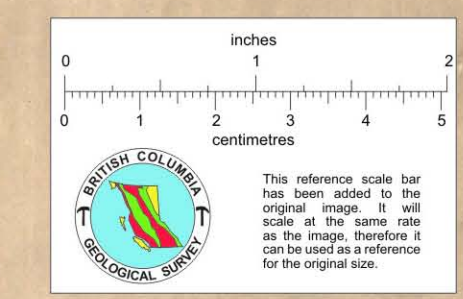 inches
0 1 2
0 1 2 3 4 5
centimetres
BRITISH COLUMBIA
GEOLOGICAL SURVEY
This reference scale bar
has been added to the
original image. It will
scale at the same rate
as the image, therefore it
can be used as a reference
for the original size.